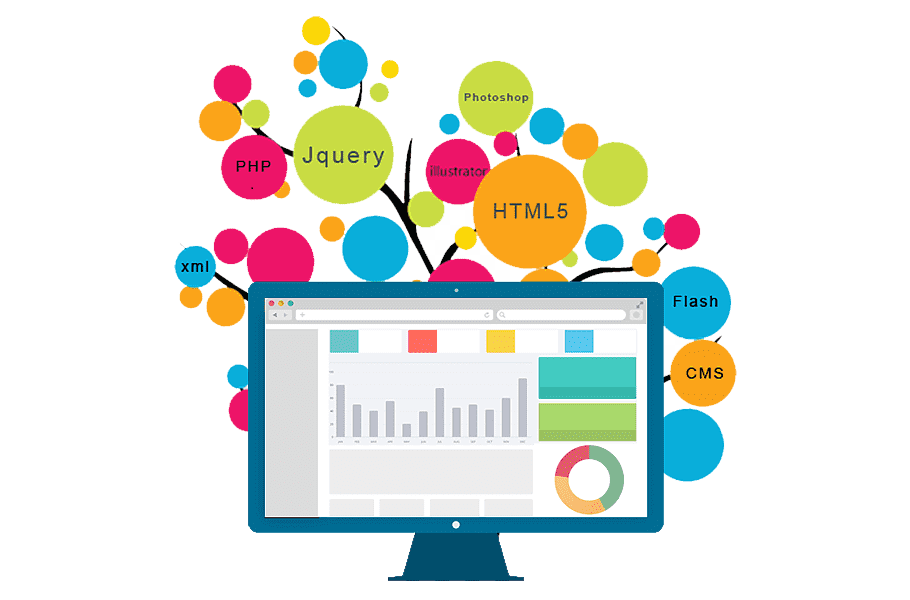 Photoshop
Jquery
PHP
illustrator
HTML5
xml
Flash
CMS